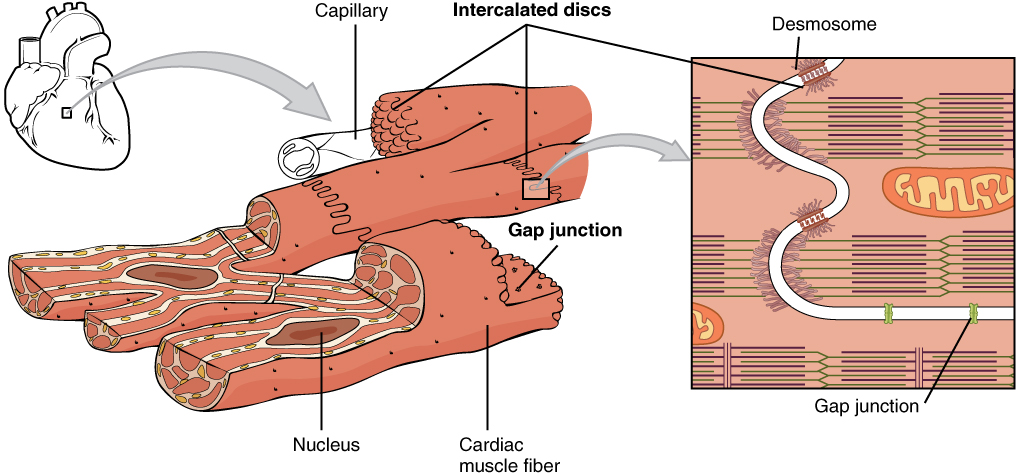 Capillary
Intercalated discs
Desmosome
Gap junction
Nucleus
Cardiac
muscle fiber
Gap junction